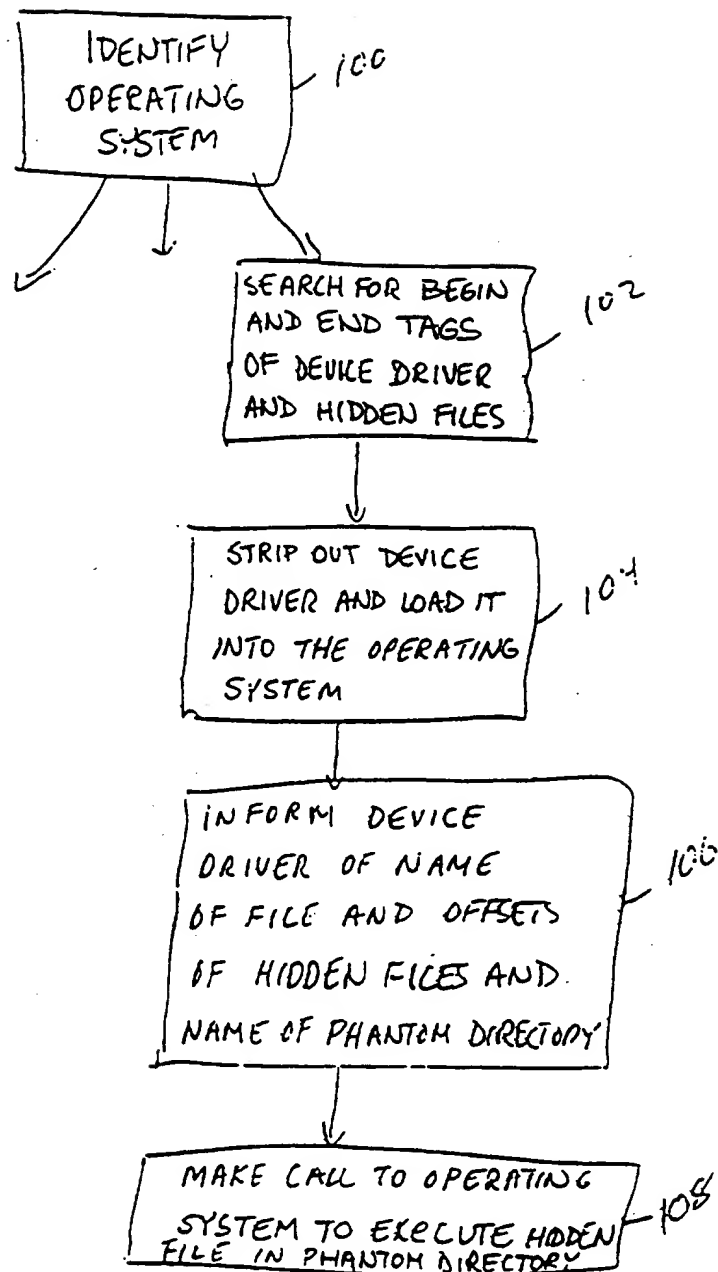 IDENTIFY
OPERATING
SYSTEM
100
SEARCH FOR BEGIN
AND END TAGS
OF DEVICE DRIVER
AND HIDDEN FILES
102
STRIP OUT DEVICE
DRIVER AND LOAD IT
INTO THE OPERATING
SYSTEM
104
INFORM DEVICE
DRIVER OF NAME
OF FILE AND OFFSETS
OF HIDDEN FILES AND
NAME OF PHANTOM DIRECTORY
106
MAKE CALL TO OPERATING
SYSTEM TO EXECUTE HIDDEN
FILE IN PHANTOM DIRECTORY
108